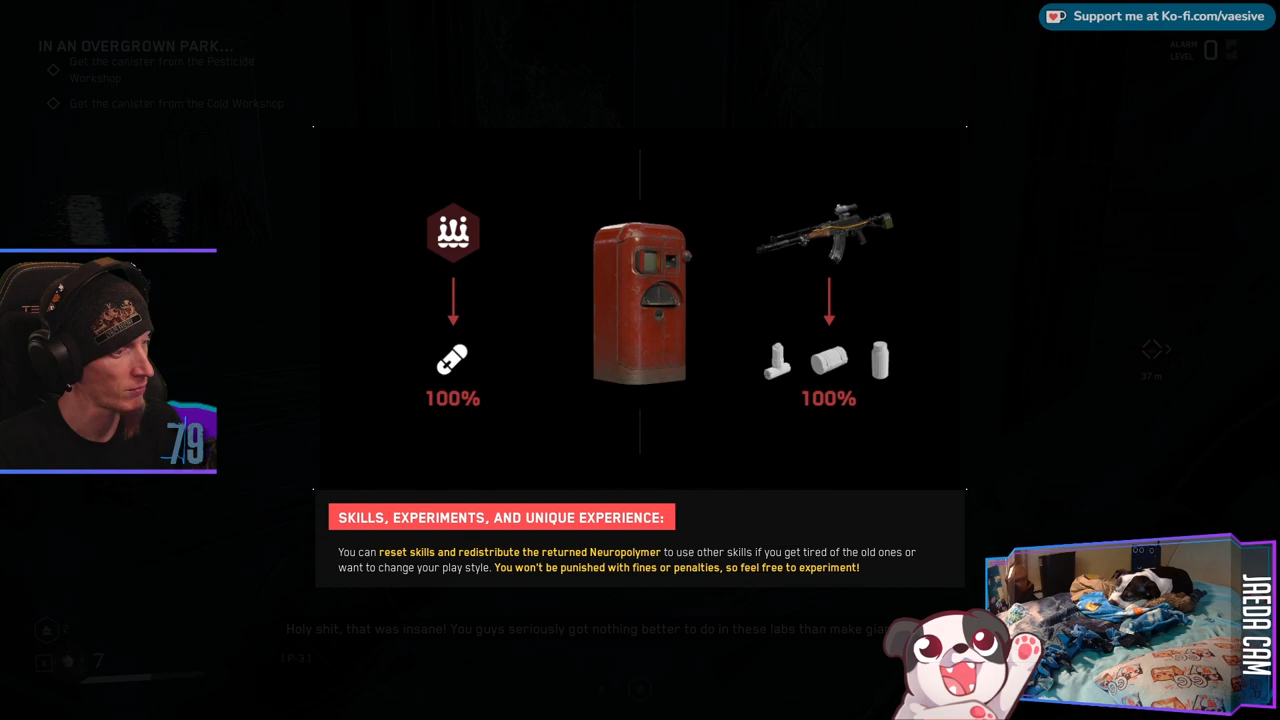 Support me at Ko-fi.com/vaesive
IN AN OVERGROWN PARK...
Get the canister from the Pesticide
Workshop
Get the canister from the Cold Workshop
ALARM
LEVEL 0
100%
100%
37 m
79
SKILLS, EXPERIMENTS, AND UNIQUE EXPERIENCE:
You can reset skills and redistribute the returned Neuropolymer to use other skills if you get tired of the old ones or
want to change your play style. You won't be punished with fines or penalties, so feel free to experiment!
Holy shit, that was insane! You guys seriously got nothing better to do in these labs than make
[P-3]
2
7
JAEDA CAM